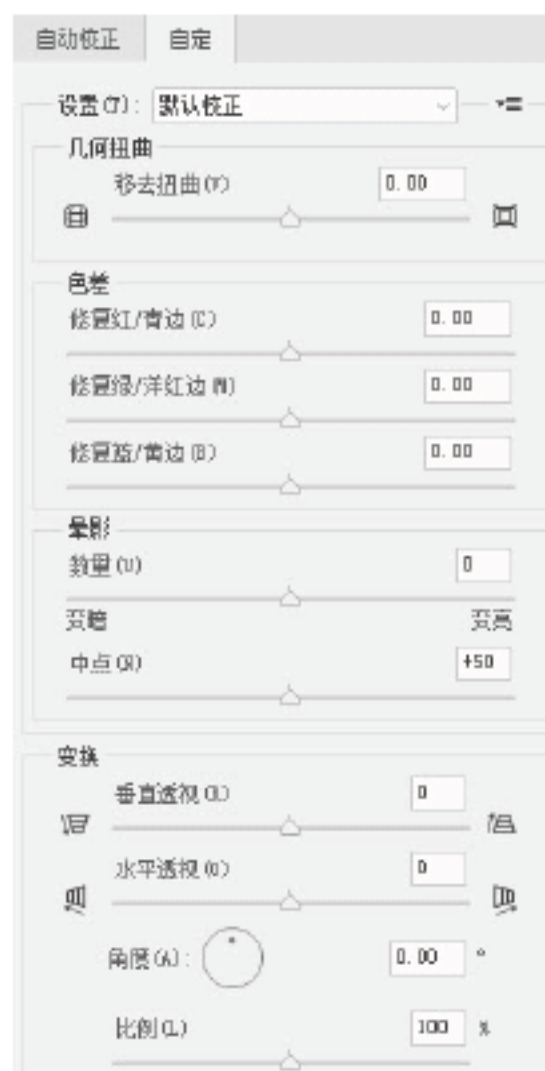 自动校正 自定
设置(T): 默认校正
几何扭曲
移去扭曲(V) 0.00
色差
修复红/青边(C) 0.00
修复绿/洋红边(N) 0.00
修复蓝/黄边(B) 0.00
晕影
数量(U) 0
变暗 变亮
中点(R) +50
变换
垂直透视(I) 0
水平透视(O) 0
角度(A): 0.00 °
比例(L) 100 %